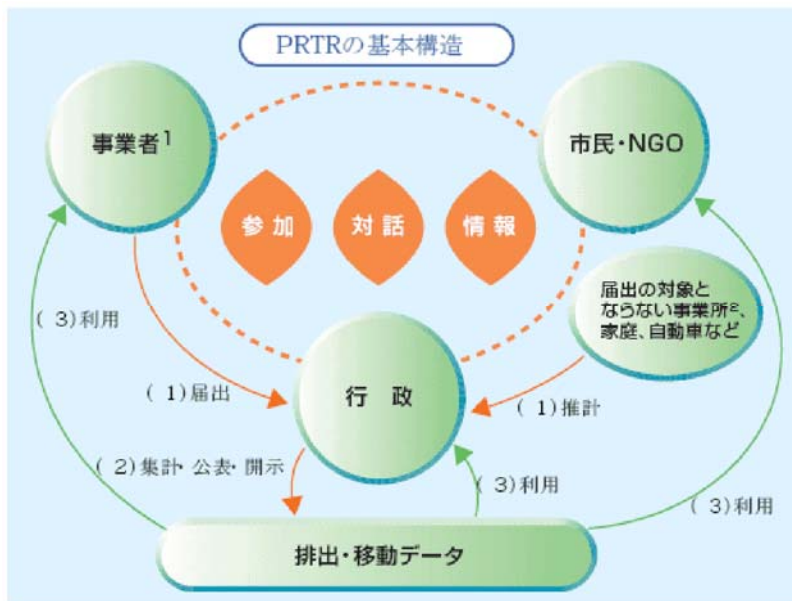 PRTRの基本構造
事業者1
市民・NGO
参加
対話
情報
届出の対象と
ならない事業所2、
家庭、自動車など
( 3)利用
( 1)届出
行 政
( 1)推計
( 2)集計・公表・開示
( 3)利用
( 3)利用
排出・移動データ